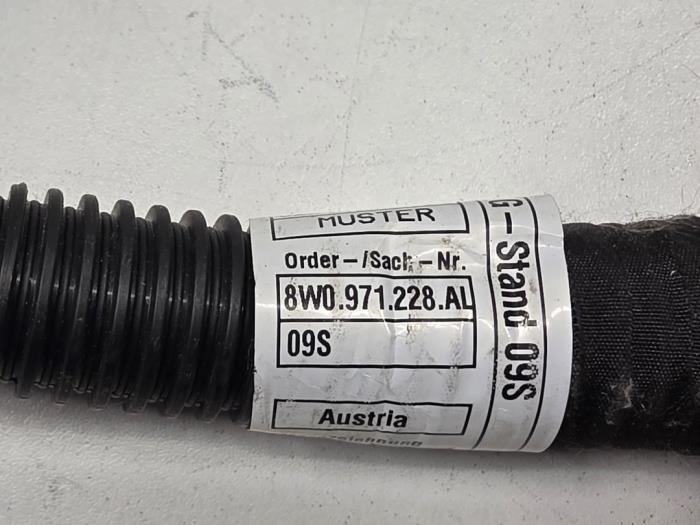 MUSTER
Order-/Sach-Nr.
8W0.971.228.AL
09S
Austria
G-Stand 09S